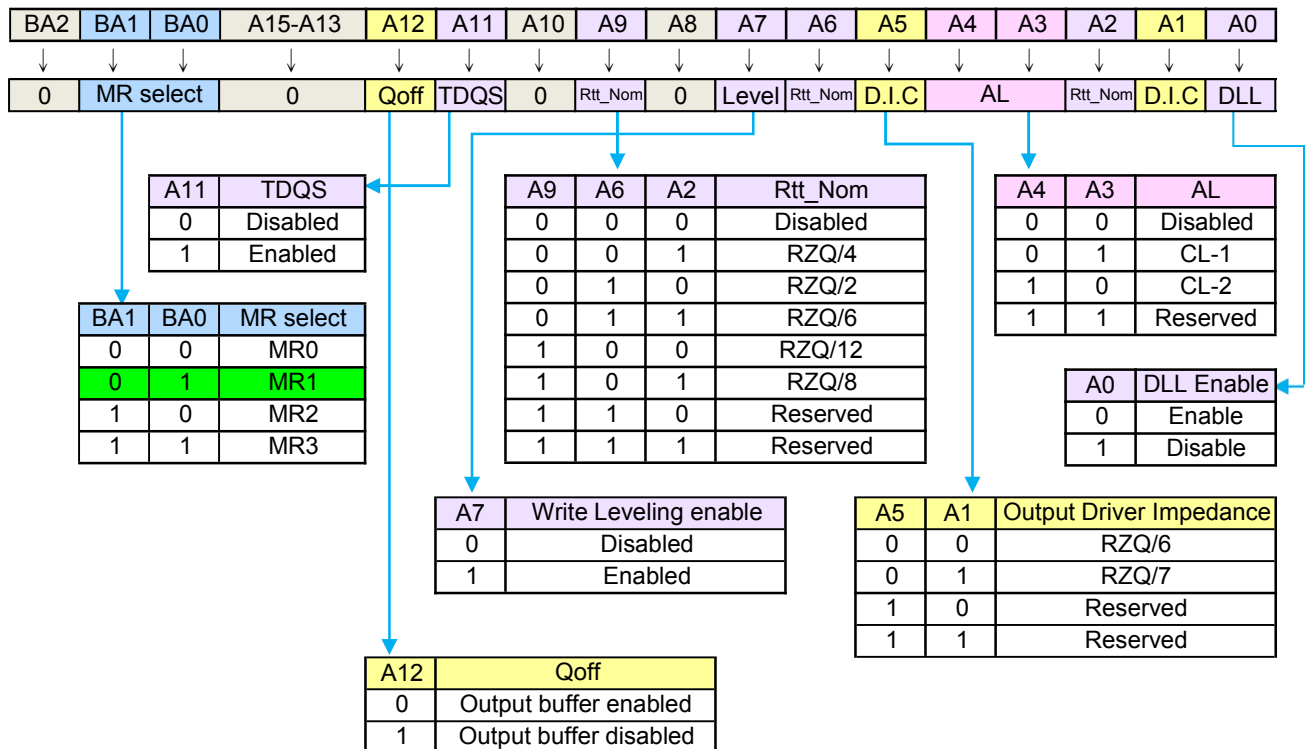 BA2 BA1 BA0 A15-A13 A12 A11 A10 A9 A8 A7 A6 A5 A4 A3 A2 A1 A0
0 MR select 0 Qoff TDQS 0 Rtt_Nom 0 Level Rtt_Nom D.I.C AL Rtt_Nom D.I.C DLL
A11 TDQS
0 Disabled
1 Enabled
A9 A6 A2 Rtt_Nom
0 0 0 Disabled
0 0 1 RZQ/4
0 1 0 RZQ/2
0 1 1 RZQ/6
1 0 0 RZQ/12
1 0 1 RZQ/8
1 1 0 Reserved
1 1 1 Reserved
A4 A3 AL
0 0 Disabled
0 1 CL-1
1 0 CL-2
1 1 Reserved
BA1 BA0 MR select
0 0 MR0
0 1 MR1
1 0 MR2
1 1 MR3
A0 DLL Enable
0 Enable
1 Disable
A7 Write Leveling enable
0 Disabled
1 Enabled
A5 A1 Output Driver Impedance
0 0 RZQ/6
0 1 RZQ/7
1 0 Reserved
1 1 Reserved
A12 Qoff
0 Output buffer enabled
1 Output buffer disabled